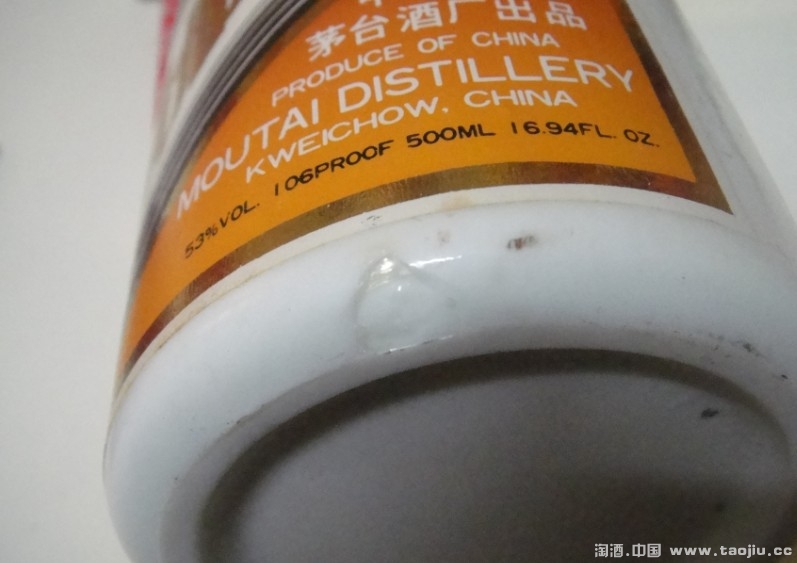 茅台酒厂出品
PRODUCE OF CHINA
MOUTAI DISTILLERY
KWEICHOW, CHINA
53%VOL. 106PROOF 500ML 16.94FL. OZ.
淘酒.中国 www.taojiu.cc